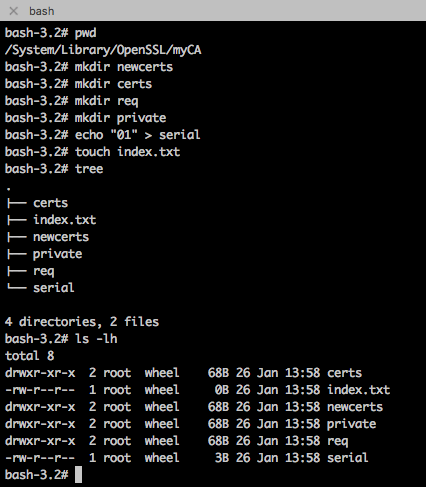 bash
bash-3.2# pwd
/System/Library/OpenSSL/myCA
bash-3.2# mkdir newcerts
bash-3.2# mkdir certs
bash-3.2# mkdir req
bash-3.2# mkdir private
bash-3.2# echo "01" > serial
bash-3.2# touch index.txt
bash-3.2# tree
.
├── certs
├── index.txt
├── newcerts
├── private
├── req
└── serial
4 directories, 2 files
bash-3.2# ls -lh
total 8
drwxr-xr-x  2 root  wheel    68B 26 Jan 13:58 certs
-rw-r--r--  1 root  wheel     0B 26 Jan 13:58 index.txt
drwxr-xr-x  2 root  wheel    68B 26 Jan 13:58 newcerts
drwxr-xr-x  2 root  wheel    68B 26 Jan 13:58 private
drwxr-xr-x  2 root  wheel    68B 26 Jan 13:58 req
-rw-r--r--  1 root  wheel     3B 26 Jan 13:58 serial
bash-3.2#